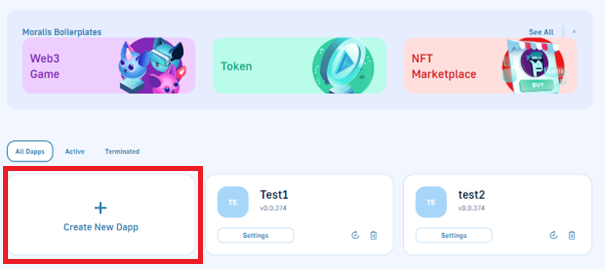 Moralis Boilerplates
See All
Web3
Game
Token
NFT
Marketplace
BUY
All Dapps
Active
Terminated
+
Create New Dapp
TE
Test1
v0.0.374
Settings
TE
test2
v0.0.374
Settings